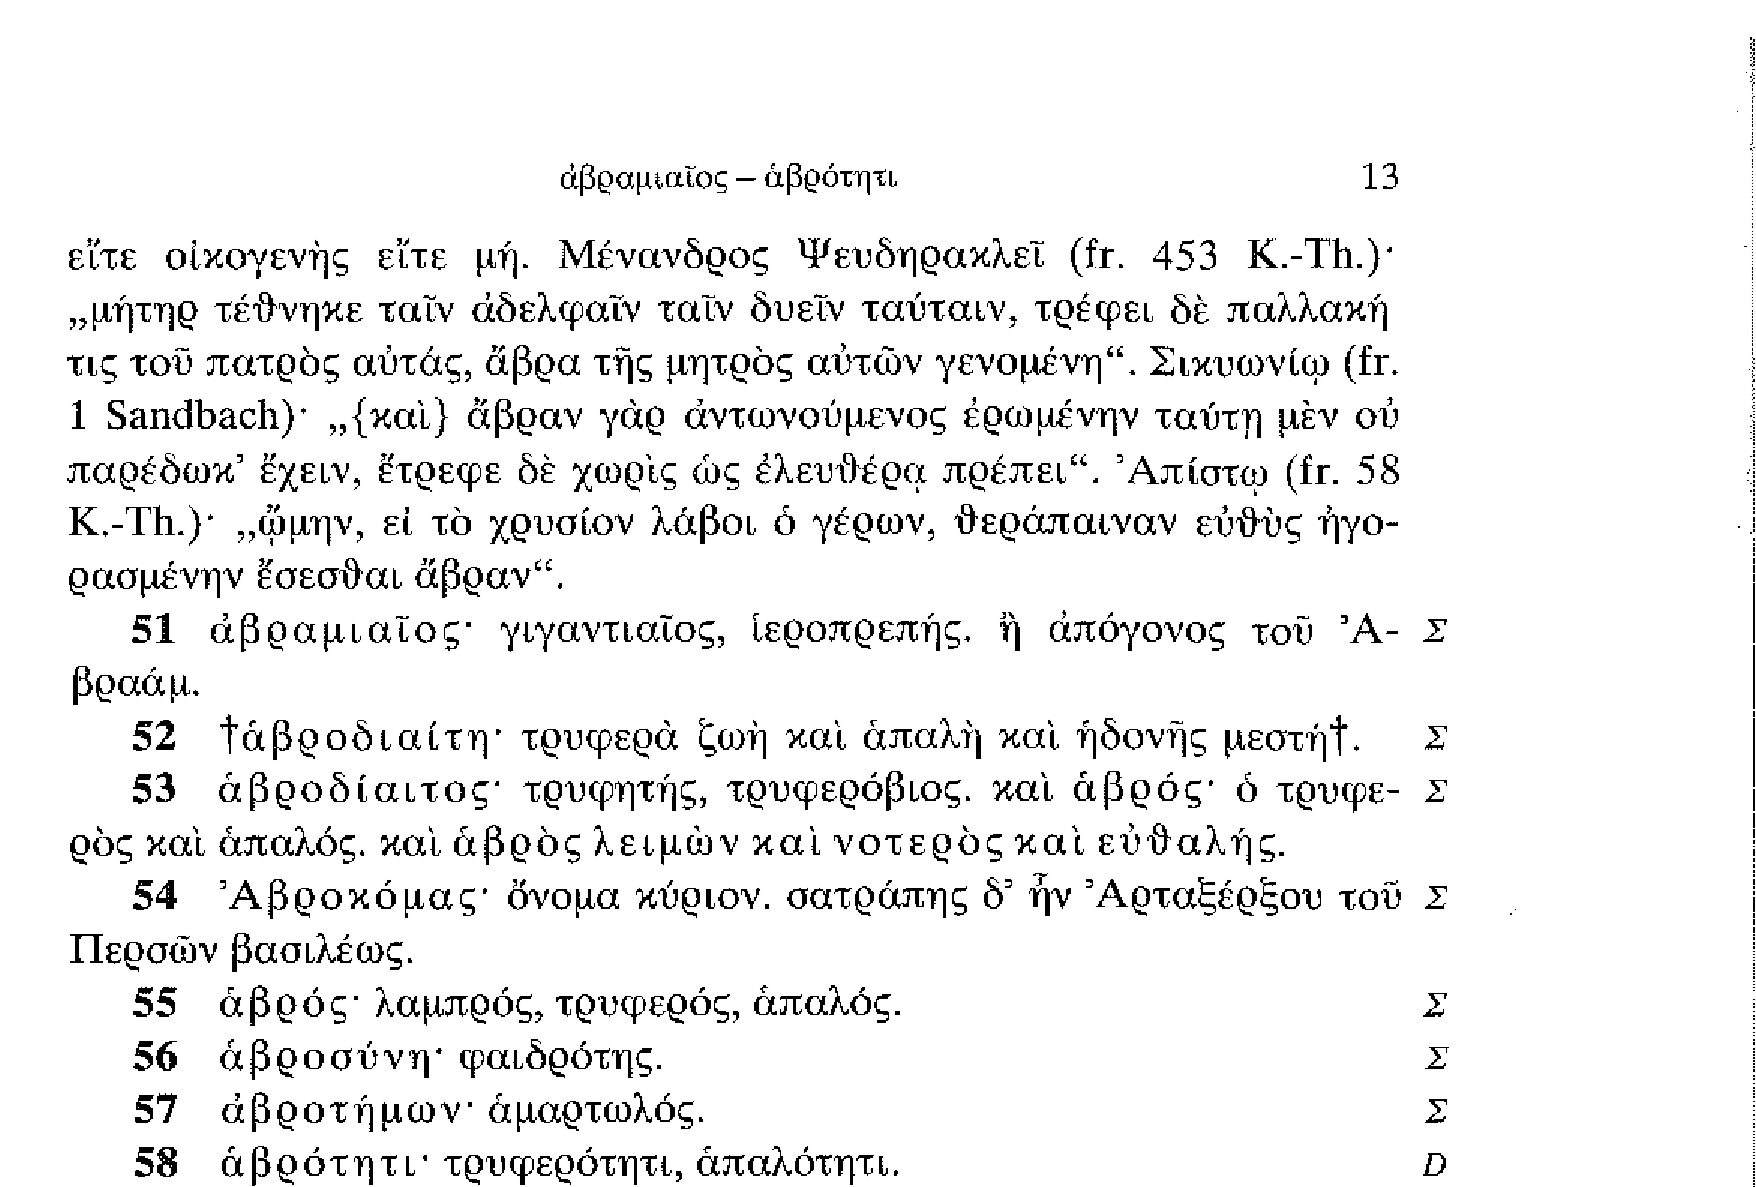 ἀβραμιαῖος – ἁβρότητι 13
εἴτε οἰκογενὴς εἴτε μή. Μένανδρος Ψευδηρακλεῖ (fr. 453 K.-Th.)·
„μήτηρ τέθνηκε ταῖν ἀδελφαῖν ταῖν δυεῖν ταύταιν, τρέφει δὲ παλλακή
τις τοῦ πατρὸς αὐτάς, ἅβρα τῆς μητρὸς αὐτῶν γενομένη“. Σικυωνίῳ (fr.
1 Sandbach)· „{καὶ} ἅβραν γὰρ ἀντωνούμενος ἐρωμένην ταύτῃ μὲν οὐ
παρέδωκ’ ἔχειν, ἔτρεφε δὲ χωρὶς ὡς ἐλευθέρᾳ πρέπει“. Ἀπίστῳ (fr. 58
K.-Th.)· „ᾤμην, εἰ τὸ χρυσίον λάβοι ὁ γέρων, θεράπαιναν εὐθὺς ἠγο-
ρασμένην ἔσεσθαι ἅβραν“.
51 ἀβραμιαῖος· γιγαντιαῖος, ἱεροπρεπής. ἢ ἀπόγονος τοῦ Ἀ- Σ
βραάμ.
52 †ἁβροδιαίτη· τρυφερὰ ζωὴ καὶ ἁπαλὴ καὶ ἡδονῆς μεστή†. Σ
53 ἁβροδίαιτος· τρυφητής, τρυφερόβιος. καὶ ἁβρός· ὁ τρυφε- Σ
ρὸς καὶ ἁπαλός. καὶ ἁβρὸς λειμὼν καὶ νοτερὸς καὶ εὐθαλής.
54 Ἀβροκόμας· ὄνομα κύριον. σατράπης δ’ ἦν Ἀρταξέρξου τοῦ Σ
Περσῶν βασιλέως.
55 ἁβρός· λαμπρός, τρυφερός, ἁπαλός. Σ
56 ἁβροσύνη· φαιδρότης. Σ
57 ἀβροτήμων· ἁμαρτωλός. Σ
58 ἁβρότητι· τρυφερότητι, ἁπαλότητι. D